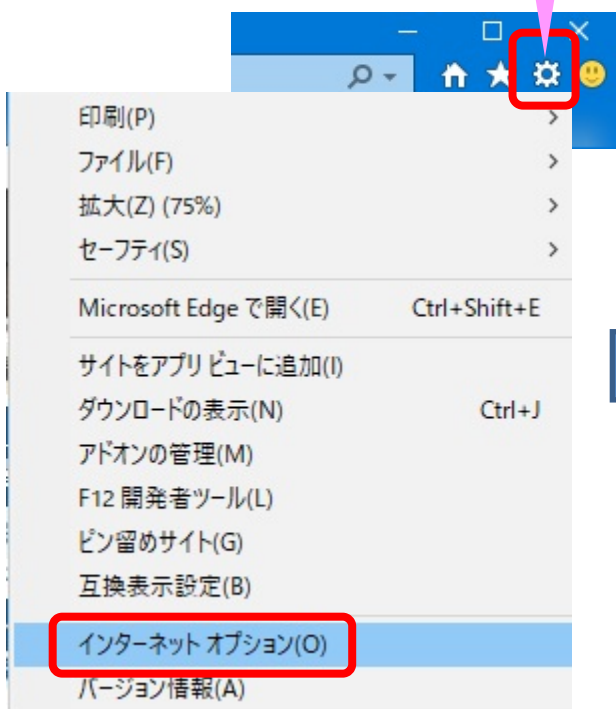 印刷(P)
ファイル(F)
拡大(Z) (75%)
セーフティ(S)
Microsoft Edge で開く(E) Ctrl+Shift+E
サイトをアプリ ビューに追加(I)
ダウンロードの表示(N) Ctrl+J
アドオンの管理(M)
F12 開発者ツール(L)
ピン留めサイト(G)
互換表示設定(B)
インターネット オプション(O)
バージョン情報(A)